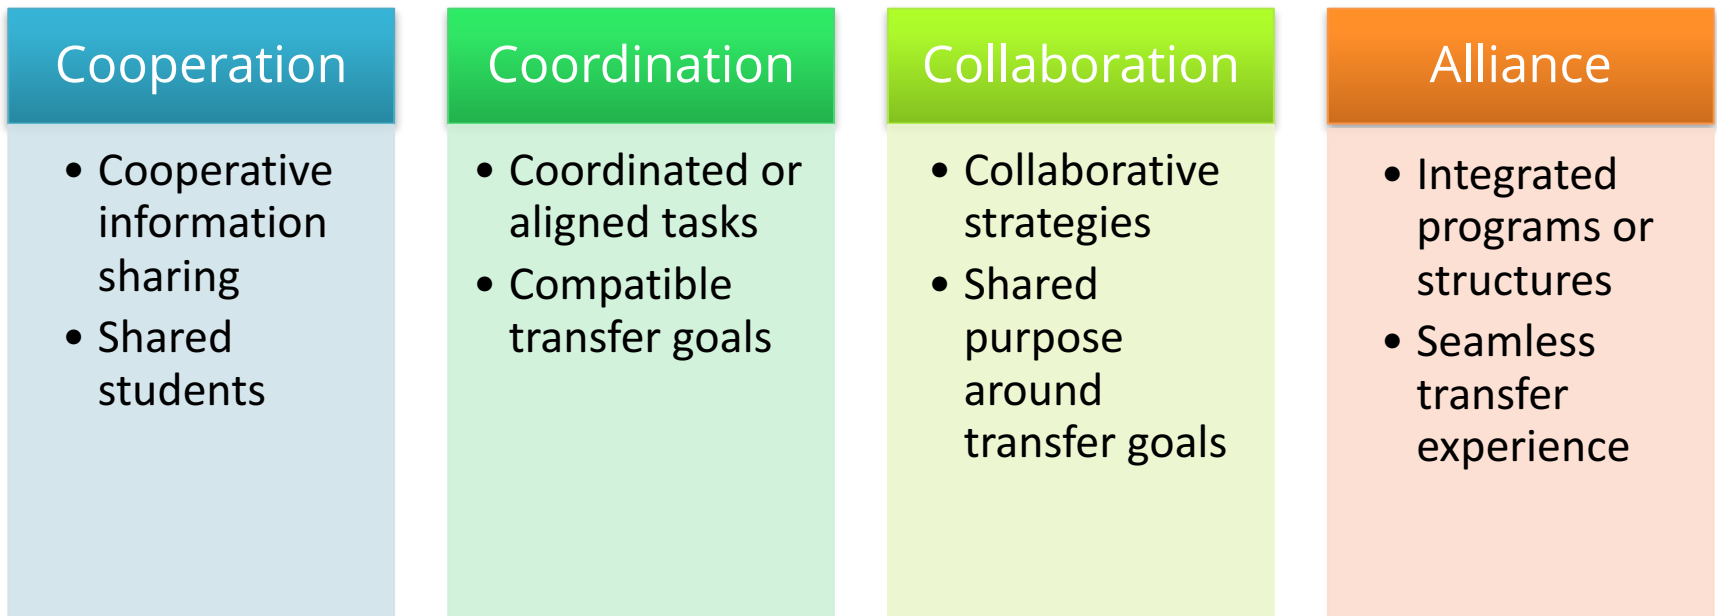 Cooperation
• Cooperative
information
sharing
• Shared
students
Coordination
• Coordinated or
aligned tasks
• Compatible
transfer goals
Collaboration
• Collaborative
strategies
• Shared
purpose
around
transfer goals
Alliance
• Integrated
programs or
structures
• Seamless
transfer
experience